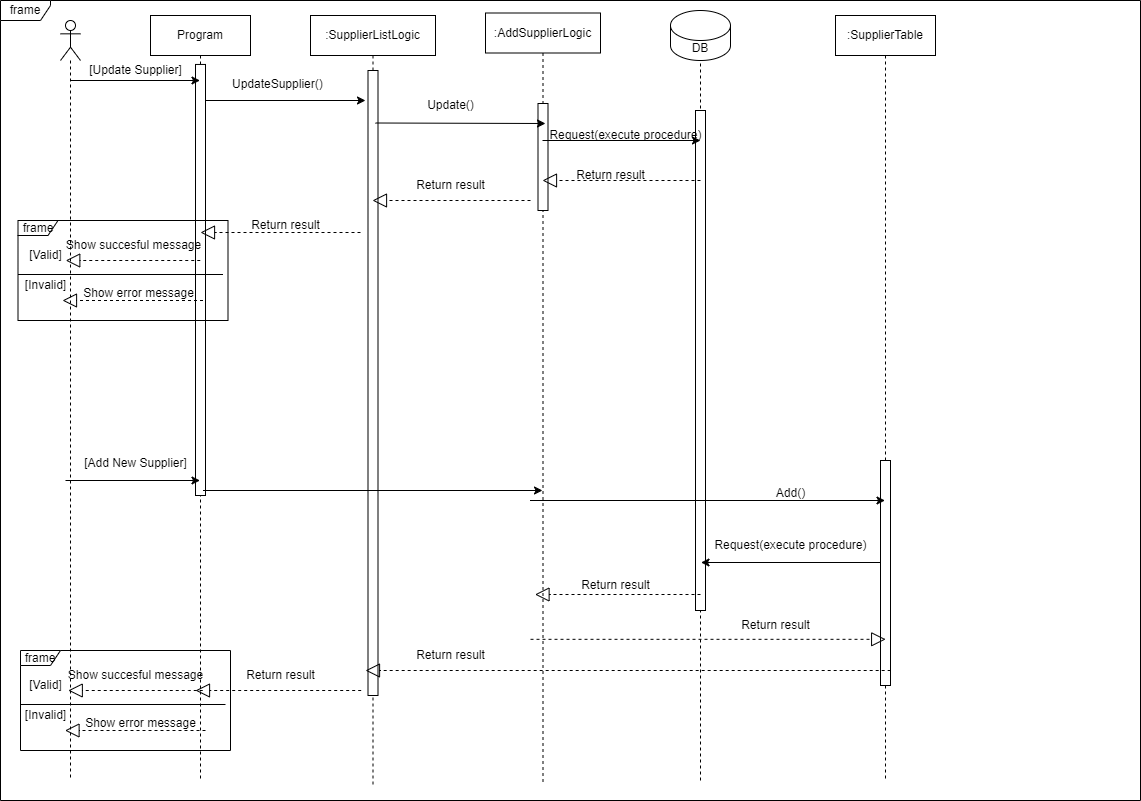 frame
Program
:SupplierListLogic
:AddSupplierLogic
DB
:SupplierTable
[Update Supplier]
UpdateSupplier()
Update()
Request(execute procedure)
Return result
Return result
Return result
frame
Show succesful message
[Valid]
[Invalid]
Show error message
[Add New Supplier]
Add()
Request(execute procedure)
Return result
Return result
Return result
frame
Show succesful message
Return result
[Valid]
[Invalid]
Show error message